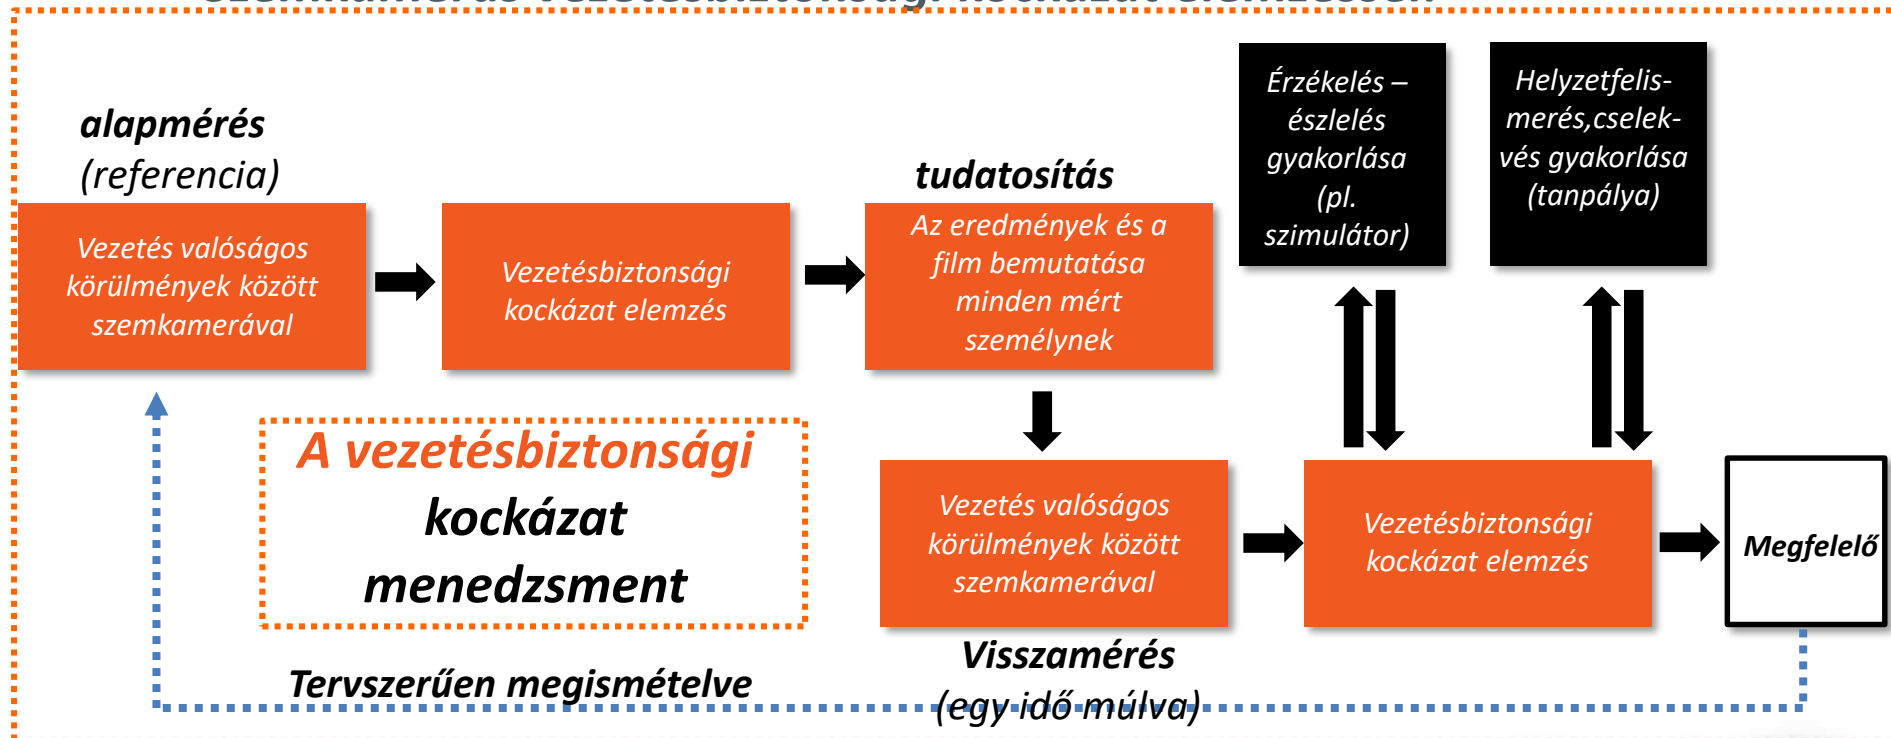 alapmérés
(referencia)
Vezetés valóságos
körülmények között
szemkamerával
Vezetésbiztonsági
kockázat elemzés
tudatosítás
Az eredmények és a
film bemutatása
minden mért
személynek
Érzékelés –
észlelés
gyakorlása
(pl.
szimulátor)
Helyzetfelis-
merés,cselek-
vés gyakorlása
(tanpálya)
A vezetésbiztonsági
kockázat
menedzsment
Vezetés valóságos
körülmények között
szemkamerával
Vezetésbiztonsági
kockázat elemzés
Megfelelő
Visszamérés
(egy idő múlva)
Tervszerűen megismételve